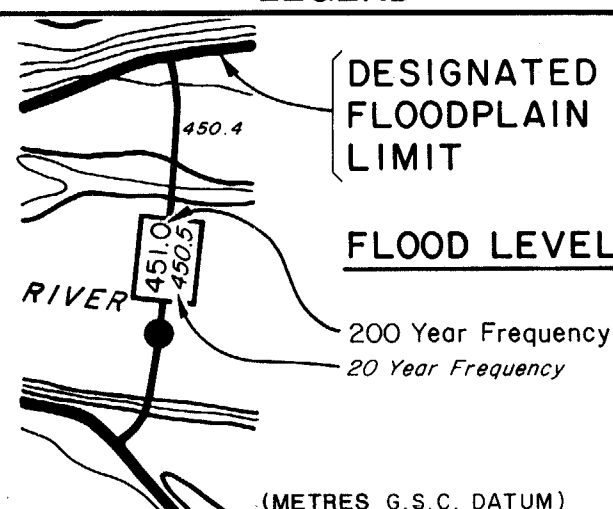 DESIGNATED
FLOODPLAIN
LIMIT
450.4
FLOOD LEVEL
451.0
450.5
RIVER
200 Year Frequency
20 Year Frequency
(METRES G.S.C. DATUM)